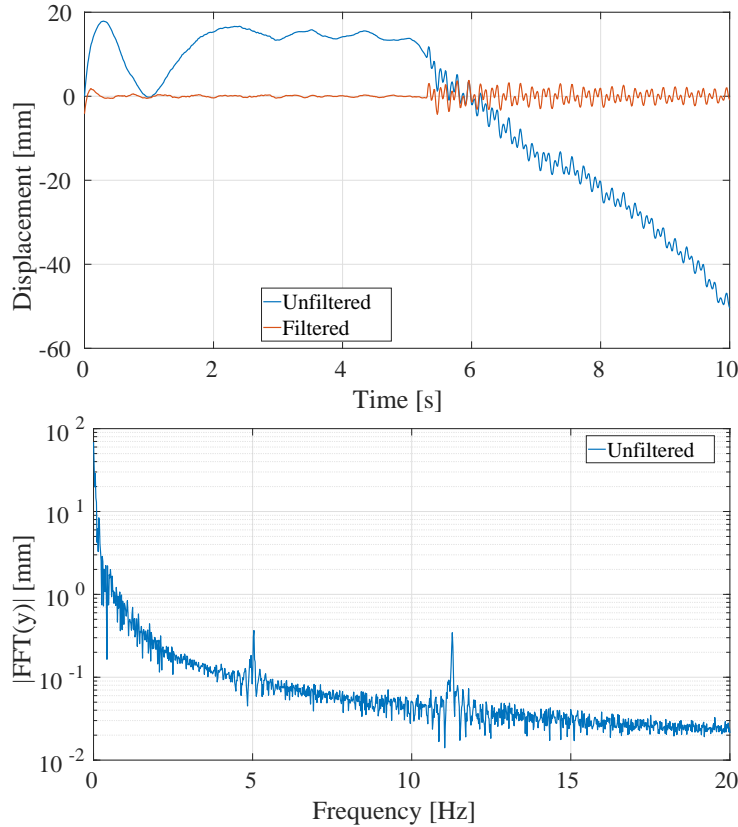 20
0
-20
-40
-60
Displacement [mm]
Unfiltered
Filtered
0 2 4 6 8 10
Time [s]
10^2
10^1
10^0
10^-1
10^-2
|FFT(y)| [mm]
Unfiltered
0 5 10 15 20
Frequency [Hz]